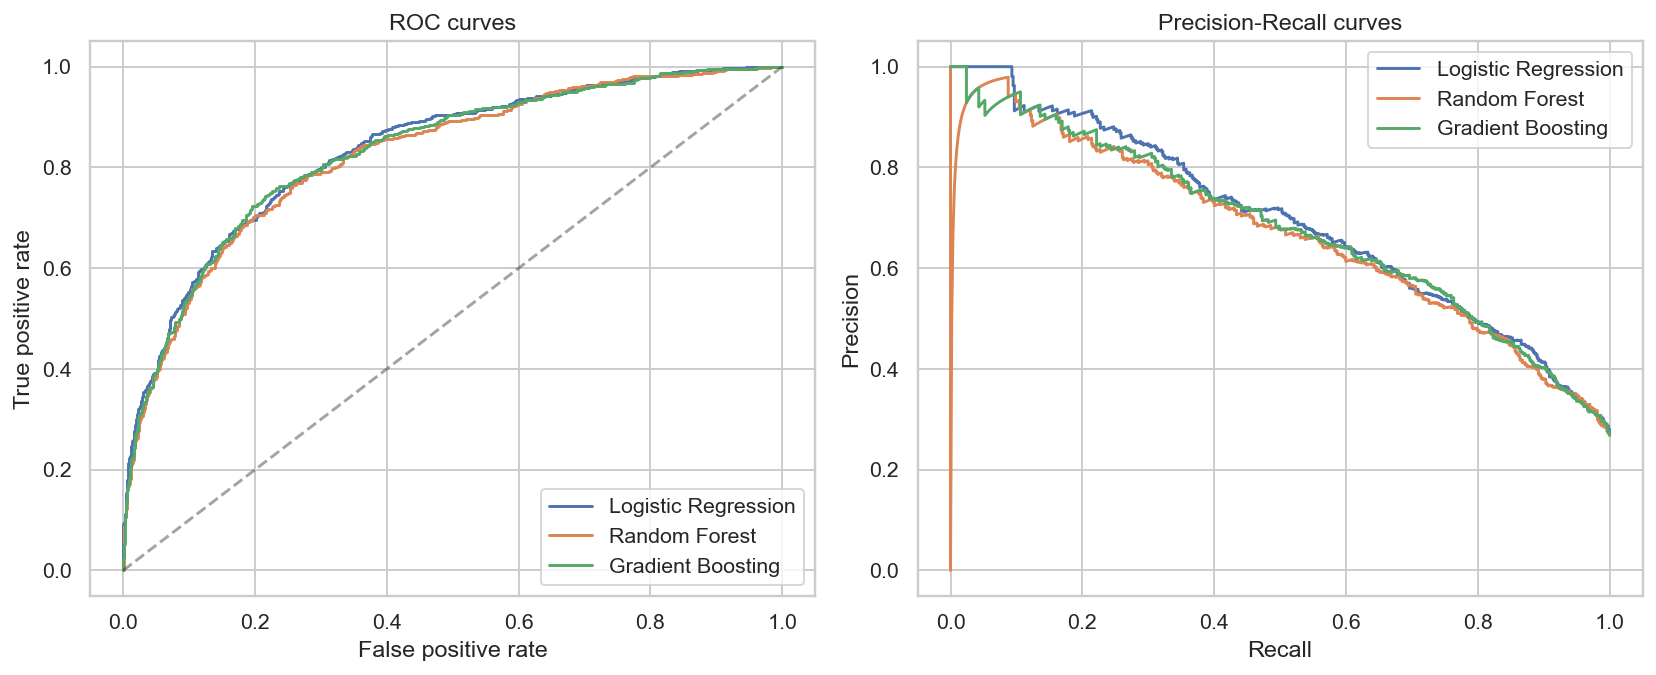 ROC curves
True positive rate
1.0
0.8
0.6
0.4
0.2
0.0
Logistic Regression
Random Forest
Gradient Boosting
0.0 0.2 0.4 0.6 0.8 1.0
False positive rate
Precision-Recall curves
Precision
1.0
0.8
0.6
0.4
0.2
0.0
Logistic Regression
Random Forest
Gradient Boosting
0.0 0.2 0.4 0.6 0.8 1.0
Recall